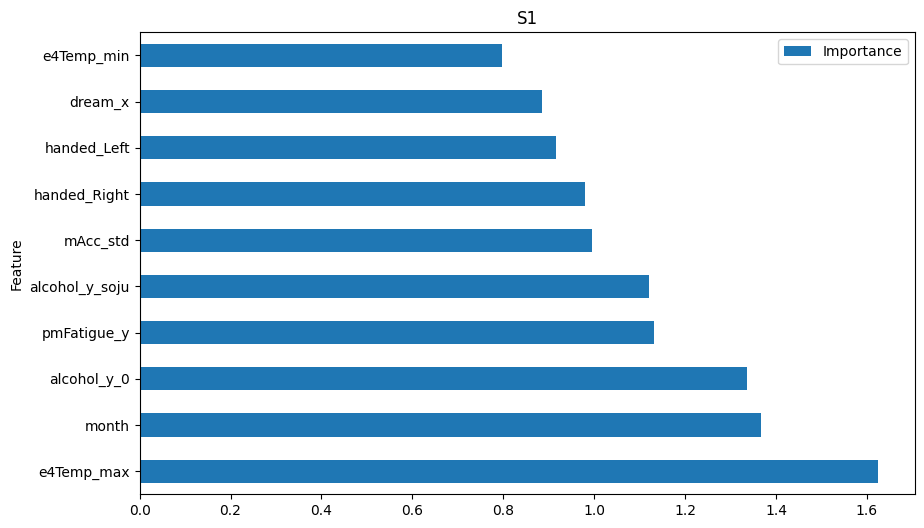 S1
Importance
Feature
e4Temp_min
dream_x
handed_Left
handed_Right
mAcc_std
alcohol_y_soju
pmFatigue_y
alcohol_y_0
month
e4Temp_max
0.0 0.2 0.4 0.6 0.8 1.0 1.2 1.4 1.6